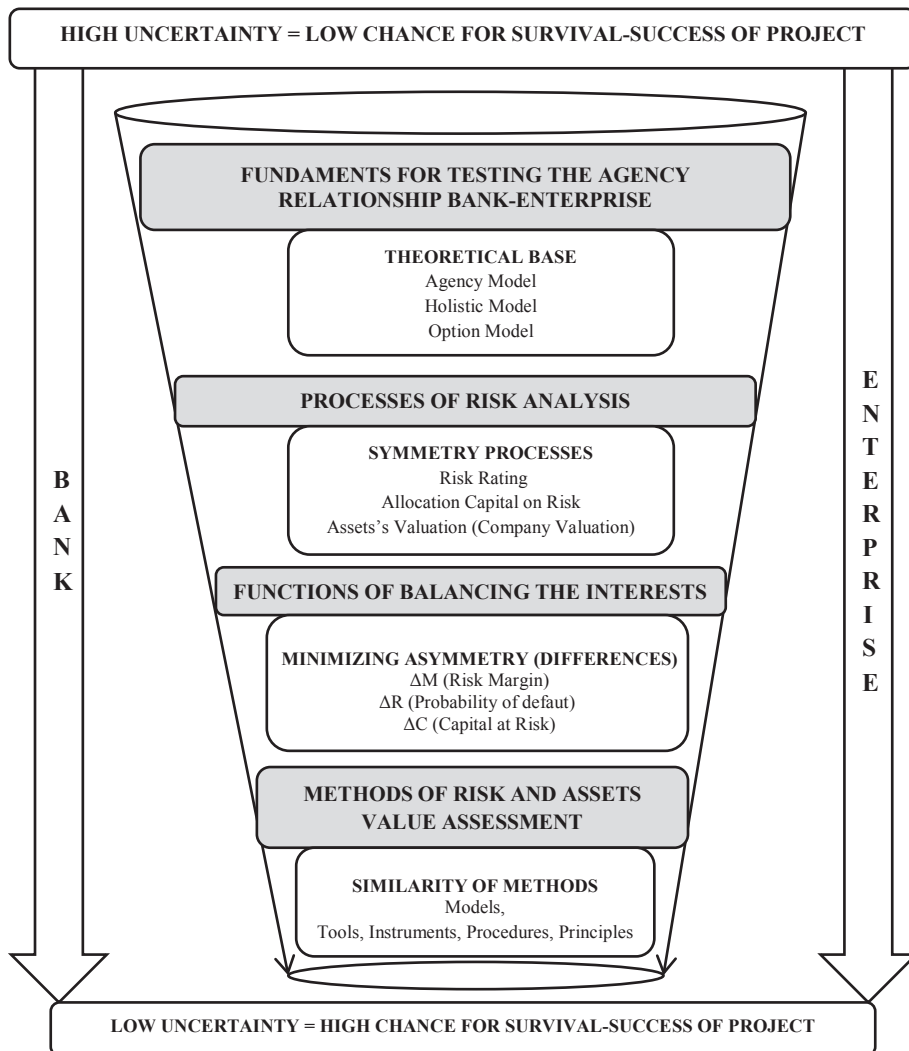 HIGH UNCERTAINTY = LOW CHANCE FOR SURVIVAL-SUCCESS OF PROJECT
FUNDAMENTS FOR TESTING THE AGENCY
RELATIONSHIP BANK-ENTERPRISE
THEORETICAL BASE
Agency Model
Holistic Model
Option Model
PROCESSES OF RISK ANALYSIS
SYMMETRY PROCESSES
Risk Rating
Allocation Capital on Risk
Assets’s Valuation (Company Valuation)
FUNCTIONS OF BALANCING THE INTERESTS
MINIMIZING ASYMMETRY (DIFFERENCES)
ΔM (Risk Margin)
ΔR (Probability of defaut)
ΔC (Capital at Risk)
METHODS OF RISK AND ASSETS
VALUE ASSESSMENT
SIMILARITY OF METHODS
Models,
Tools, Instruments, Procedures, Principles
BANK
ENTERPRISE
LOW UNCERTAINTY = HIGH CHANCE FOR SURVIVAL-SUCCESS OF PROJECT